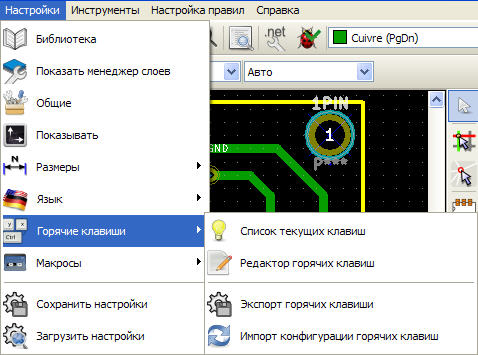 Настройки Инструменты Настройка правил Справка
Библиотека
.net
Cuivre (PgDn)
Показать менеджер слоев
Авто
Общие
1PIN
Показывать
1
GND
N
Размеры
p***
Язык
y x
Ctrl
Горячие клавиши
Список текущих клавиш
Макросы
Редактор горячих клавиш
Сохранить настройки
Экспорт горячих клавиши
Загрузить настройки
Импорт конфигурации горячих клавиш